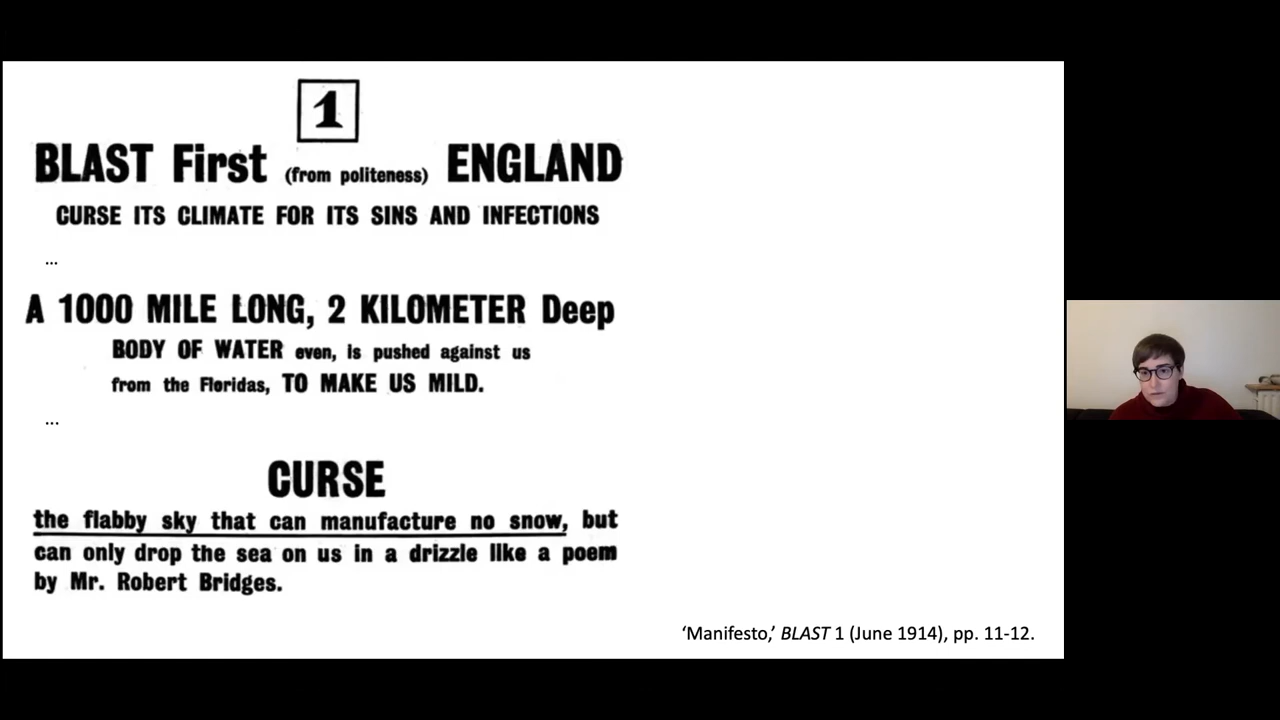 1
BLAST First (from politeness) ENGLAND
CURSE ITS CLIMATE FOR ITS SINS AND INFECTIONS
...
A 1000 MILE LONG, 2 KILOMETER Deep
BODY OF WATER even, is pushed against us
from the Floridas, TO MAKE US MILD.
...
CURSE
the flabby sky that can manufacture no snow, but
can only drop the sea on us in a drizzle like a poem
by Mr. Robert Bridges.
‘Manifesto,’ BLAST 1 (June 1914), pp. 11-12.